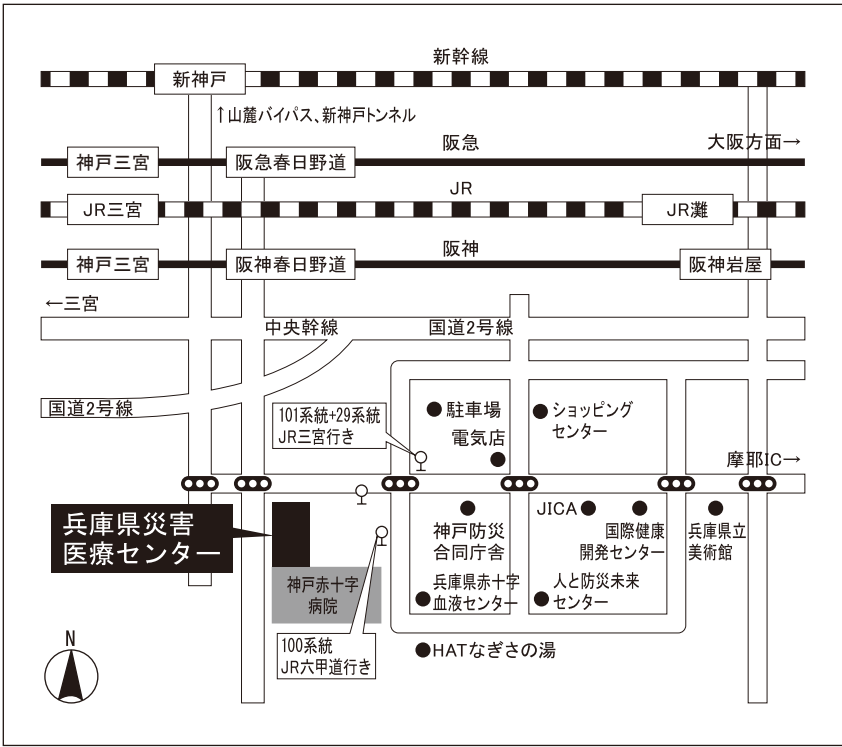 新幹線
新神戸
↑山麓バイパス、新神戸トンネル
阪急
大阪方面→
神戸三宮
阪急春日野道
JR
JR三宮
JR灘
阪神
神戸三宮
阪神春日野道
阪神岩屋
←三宮
中央幹線
国道2号線
国道2号線
101系統+29系統
JR三宮行き
駐車場
電気店
ショッピング
センター
摩耶IC→
兵庫県災害
医療センター
神戸防災
合同庁舎
JICA
国際健康
開発センター
兵庫県立
美術館
神戸赤十字
病院
兵庫県赤十字
血液センター
人と防災未来
センター
100系統
JR六甲道行き
HATなぎさの湯
N